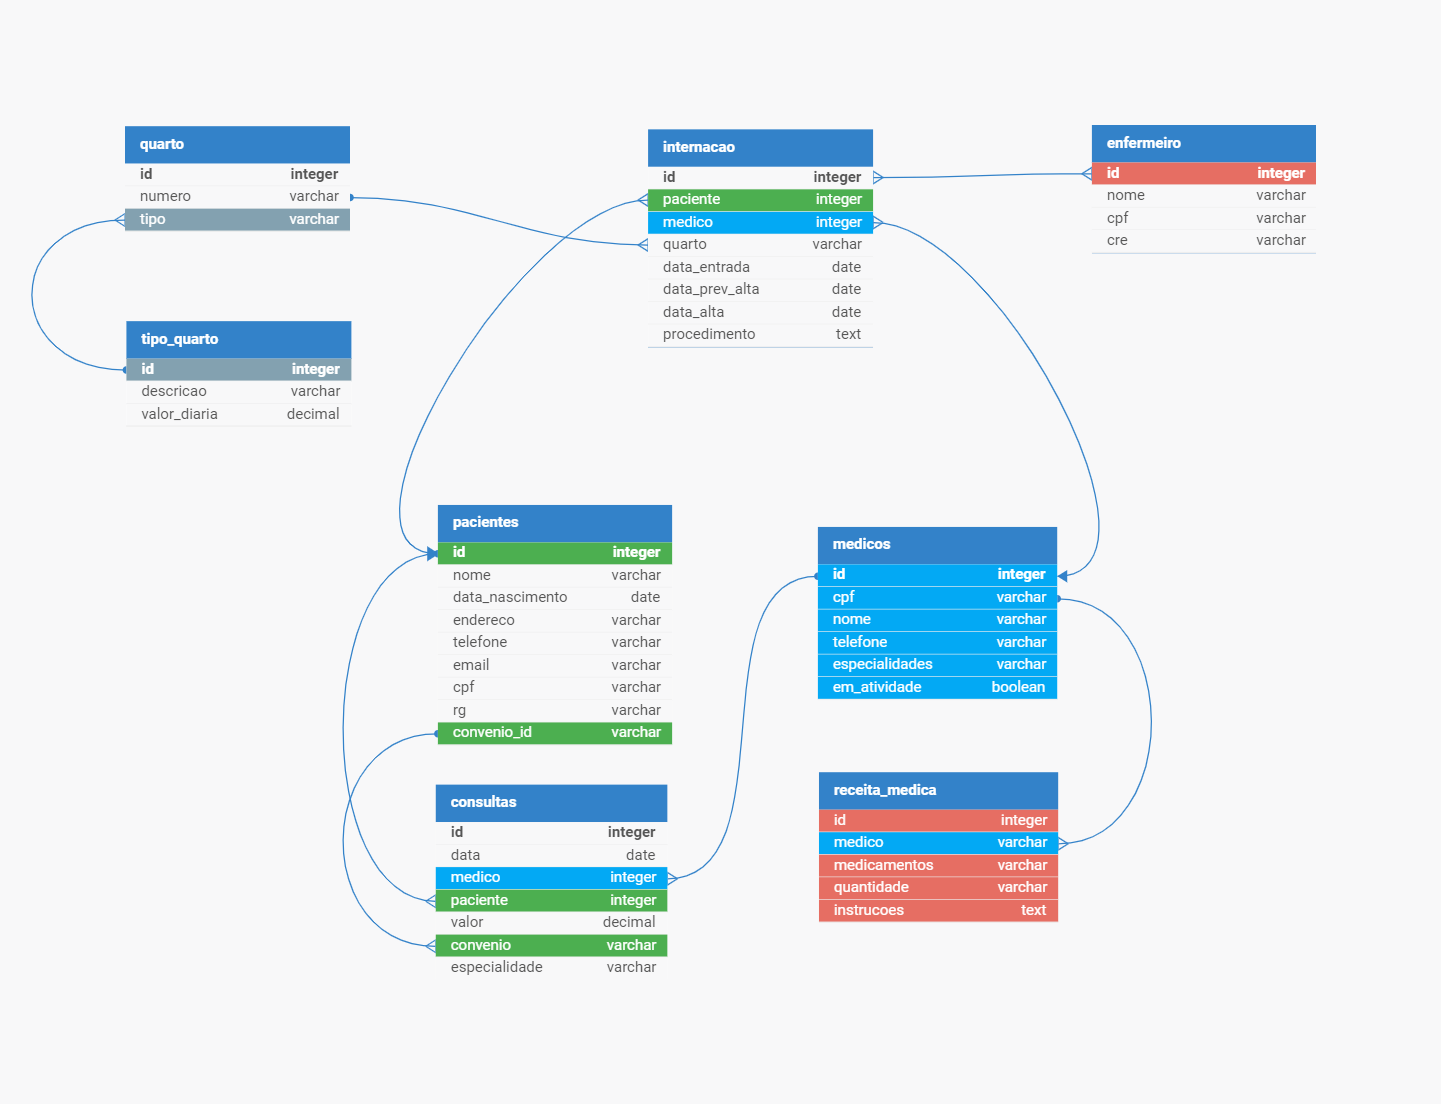 quarto
id integer
numero varchar
tipo varchar
tipo_quarto
id integer
descricao varchar
valor_diaria decimal
internacao
id integer
paciente integer
medico integer
quarto varchar
data_entrada date
data_prev_alta date
data_alta date
procedimento text
enfermeiro
id integer
nome varchar
cpf varchar
cre varchar
pacientes
id integer
nome varchar
data_nascimento date
endereco varchar
telefone varchar
email varchar
cpf varchar
rg varchar
convenio_id varchar
consultas
id integer
data date
medico integer
paciente integer
valor decimal
convenio varchar
especialidade varchar
medicos
id integer
cpf varchar
nome varchar
telefone varchar
especialidades varchar
em_atividade boolean
receita_medica
id integer
medico varchar
medicamentos varchar
quantidade varchar
instrucoes text